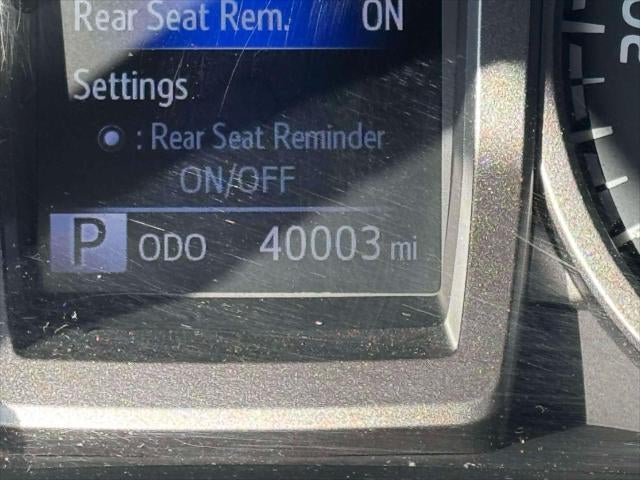 Rear Seat Rem. ON
Settings
: Rear Seat Reminder
ON/OFF
P ODO 40003 mi